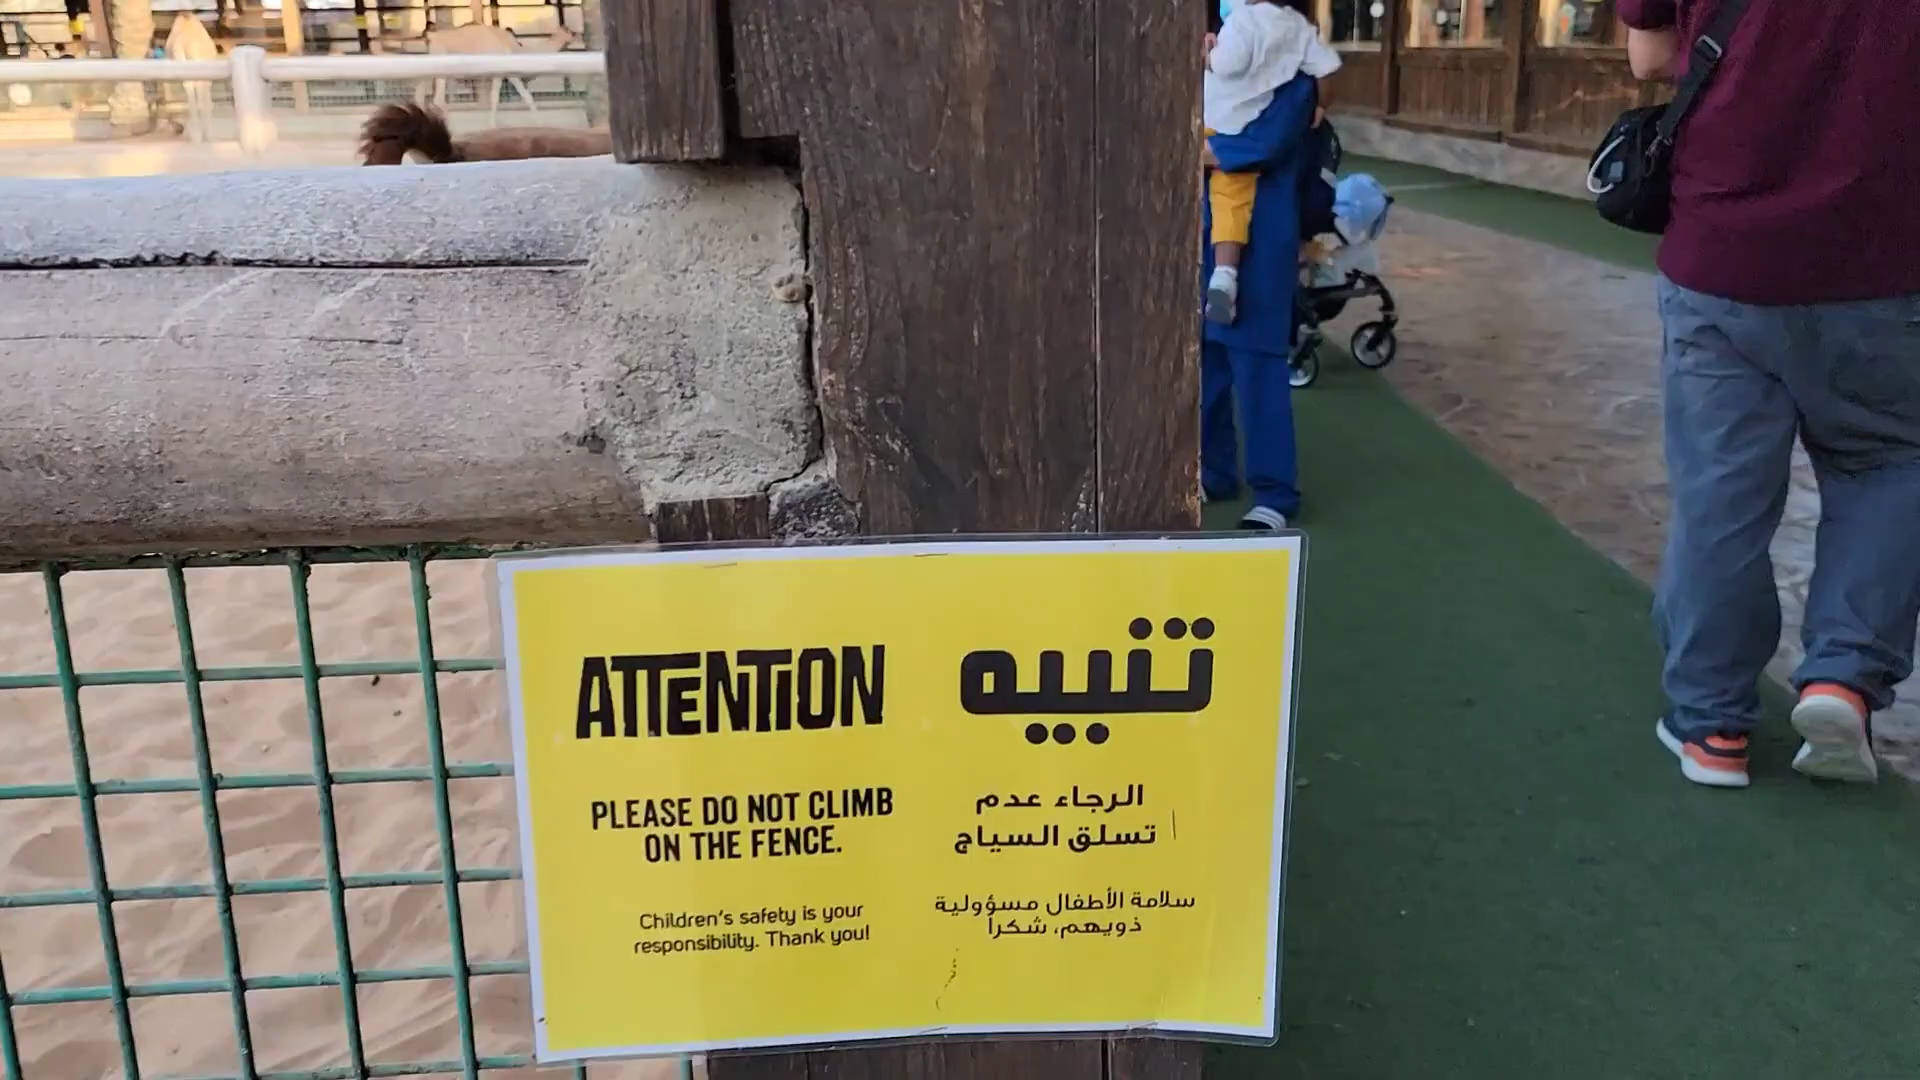 ATTENTION
PLEASE DO NOT CLIMB
ON THE FENCE.
Children's safety is your
responsibility. Thank you!
تنبيه
الرجاء عدم
تسلق السياج
سلامة الأطفال مسؤولية
ذويهم، شكراً